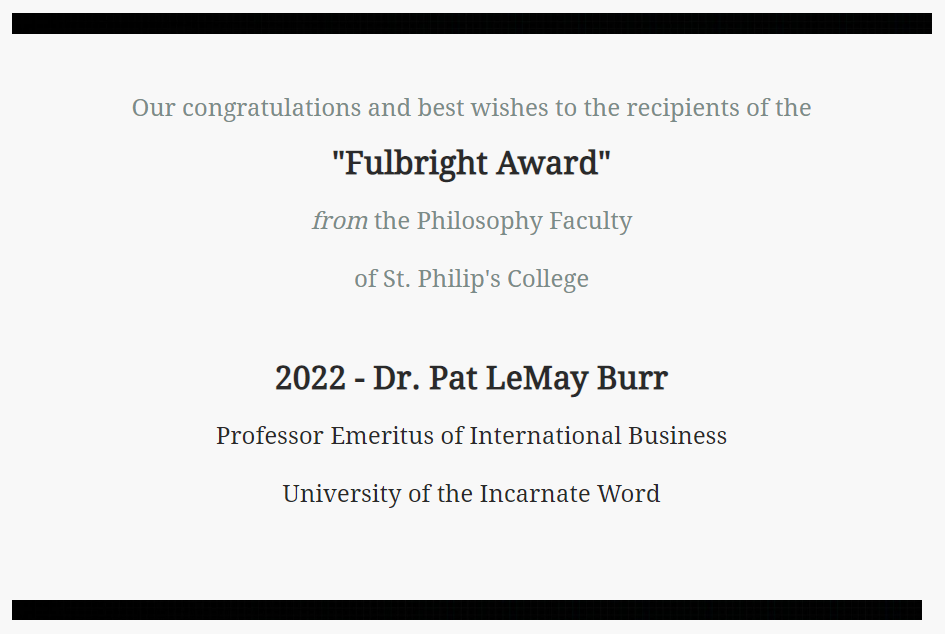 Our congratulations and best wishes to the recipients of the
"Fulbright Award"
from the Philosophy Faculty
of St. Philip's College
2022 - Dr. Pat LeMay Burr
Professor Emeritus of International Business
University of the Incarnate Word